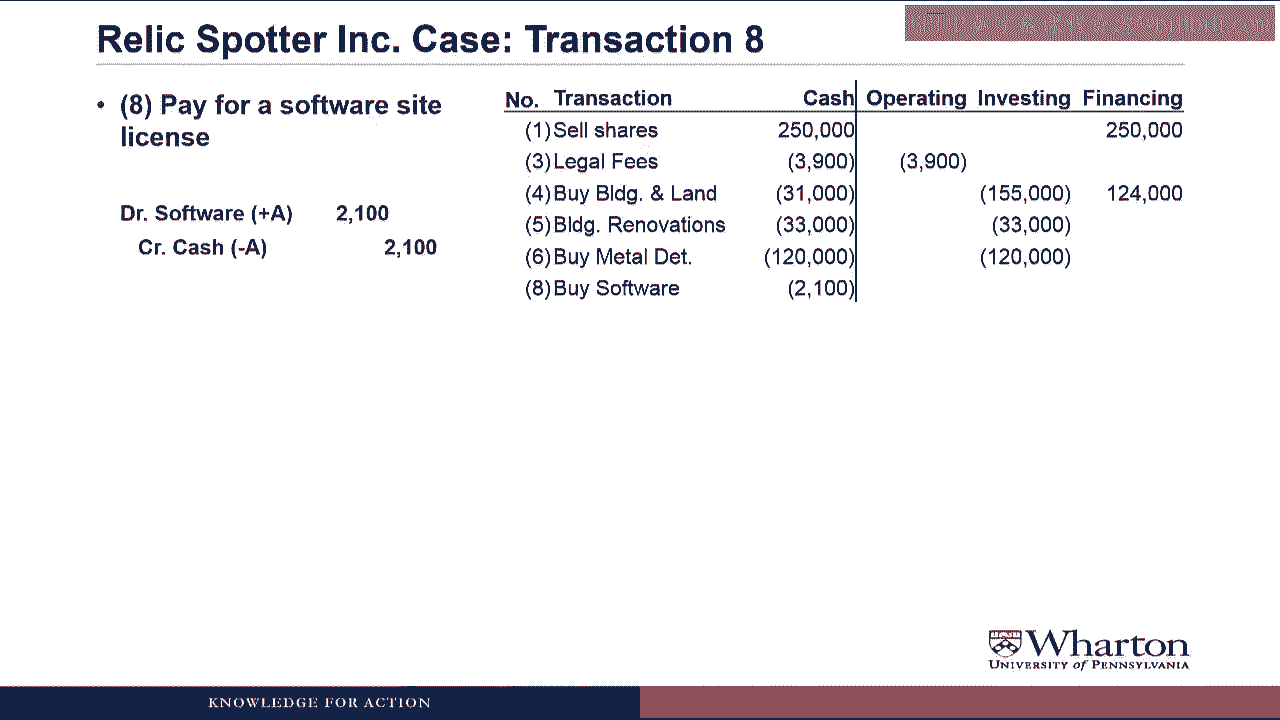 Relic Spotter Inc. Case: Transaction 8
• (8) Pay for a software site
license
Dr. Software (+A) 2,100
Cr. Cash (-A) 2,100
No. Transaction Cash Operating Investing Financing
(1) Sell shares 250,000 250,000
(3) Legal Fees (3,900) (3,900)
(4) Buy Bldg. & Land (31,000) (155,000) 124,000
(5) Bldg. Renovations (33,000) (33,000)
(6) Buy Metal Det. (120,000) (120,000)
(8) Buy Software (2,100)
Wharton
UNIVERSITY of PENNSYLVANIA
KNOWLEDGE FOR ACTION